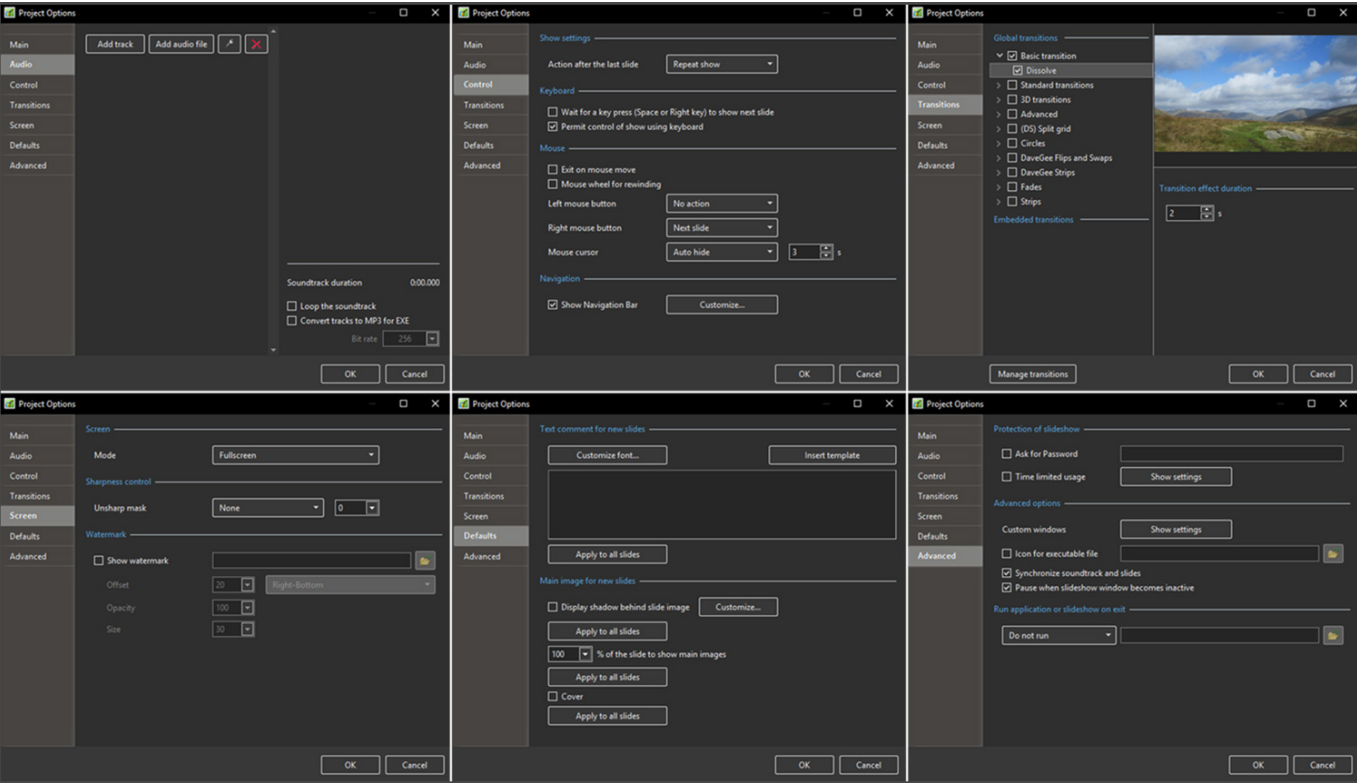 Project Options
Main
Audio
Control
Transitions
Screen
Defaults
Advanced
Add track
Add audio file
Soundtrack duration 0:00.000
Loop the soundtrack
Convert tracks to MP3 for EXE
Bit rate 256
OK Cancel
Project Options
Main
Audio
Control
Transitions
Screen
Defaults
Advanced
Show settings
Action after the last slide Repeat show
Keyboard
Wait for a key press (Space or Right key) to show next slide
Permit control of show using keyboard
Mouse
Exit on mouse move
Mouse wheel for rewinding
Left mouse button No action
Right mouse button Next slide
Mouse cursor Auto hide 3 s
Navigation
Show Navigation Bar Customize...
OK Cancel
Project Options
Main
Audio
Control
Transitions
Screen
Defaults
Advanced
Global transitions
Basic transition
Dissolve
Standard transitions
3D transitions
Advanced
(DS) Split grid
Circles
DaveGee Flips and Swaps
DaveGee Strips
Fades
Strips
Embedded transitions
Transition effect duration
2 s
Manage transitions OK Cancel
Project Options
Main
Audio
Control
Transitions
Screen
Defaults
Advanced
Screen
Mode Fullscreen
Sharpness control
Unsharp mask None 0
Watermark
Show watermark
Offset 20 Right-Bottom
Opacity 100
Size 30
OK Cancel
Project Options
Main
Audio
Control
Transitions
Screen
Defaults
Advanced
Text comment for new slides
Customize font... Insert template
Apply to all slides
Main image for new slides
Display shadow behind slide image Customize...
Apply to all slides
100 % of the slide to show main images
Apply to all slides
Cover
Apply to all slides
OK Cancel
Project Options
Main
Audio
Control
Transitions
Screen
Defaults
Advanced
Protection of slideshow
Ask for Password
Time limited usage Show settings
Advanced options
Custom windows Show settings
Icon for executable file
Synchronize soundtrack and slides
Pause when slideshow window becomes inactive
Run application or slideshow on exit
Do not run
OK Cancel